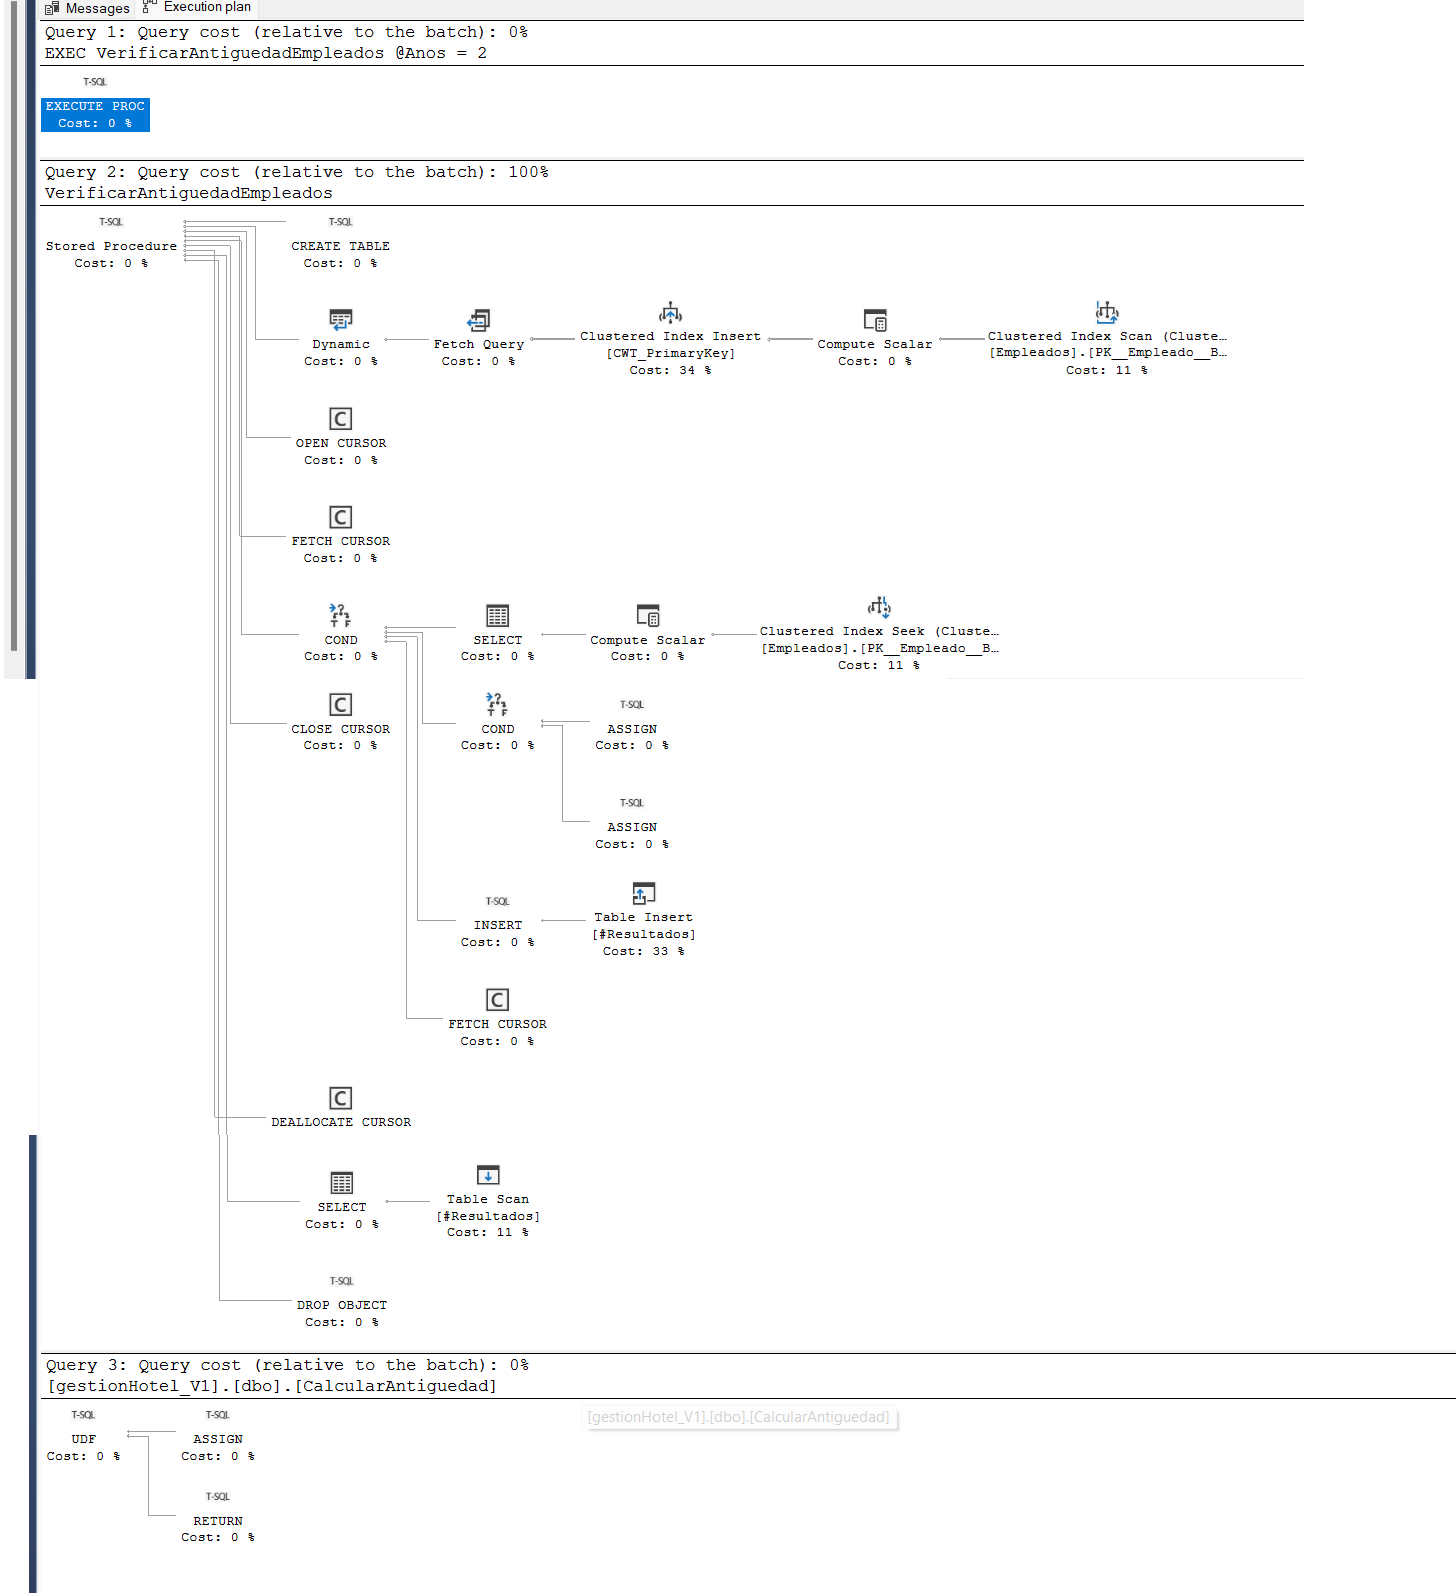 Messages Execution plan
Query 1: Query cost (relative to the batch): 0%
EXEC VerificarAntiguedadEmpleados @Anos = 2
T-SQL
EXECUTE PROC
Cost: 0 %
Query 2: Query cost (relative to the batch): 100%
VerificarAntiguedadEmpleados
T-SQL
Stored Procedure
Cost: 0 %
T-SQL
CREATE TABLE
Cost: 0 %
Dynamic
Cost: 0 %
Fetch Query
Cost: 0 %
Clustered Index Insert
[CWT_PrimaryKey]
Cost: 34 %
Compute Scalar
Cost: 0 %
Clustered Index Scan (Cluste…
[Empleados].[PK__Empleado__B…
Cost: 11 %
C
OPEN CURSOR
Cost: 0 %
C
FETCH CURSOR
Cost: 0 %
T F
COND
Cost: 0 %
SELECT
Cost: 0 %
Compute Scalar
Cost: 0 %
Clustered Index Seek (Cluste…
[Empleados].[PK__Empleado__B…
Cost: 11 %
C
CLOSE CURSOR
Cost: 0 %
T F
COND
Cost: 0 %
T-SQL
ASSIGN
Cost: 0 %
T-SQL
ASSIGN
Cost: 0 %
T-SQL
INSERT
Cost: 0 %
Table Insert
[#Resultados]
Cost: 33 %
C
FETCH CURSOR
Cost: 0 %
C
DEALLOCATE CURSOR
SELECT
Cost: 0 %
Table Scan
[#Resultados]
Cost: 11 %
T-SQL
DROP OBJECT
Cost: 0 %
Query 3: Query cost (relative to the batch): 0%
[gestionHotel_V1].[dbo].[CalcularAntiguedad]
T-SQL
UDF
Cost: 0 %
T-SQL
ASSIGN
Cost: 0 %
[gestionHotel_V1].[dbo].[CalcularAntiguedad]
T-SQL
RETURN
Cost: 0 %